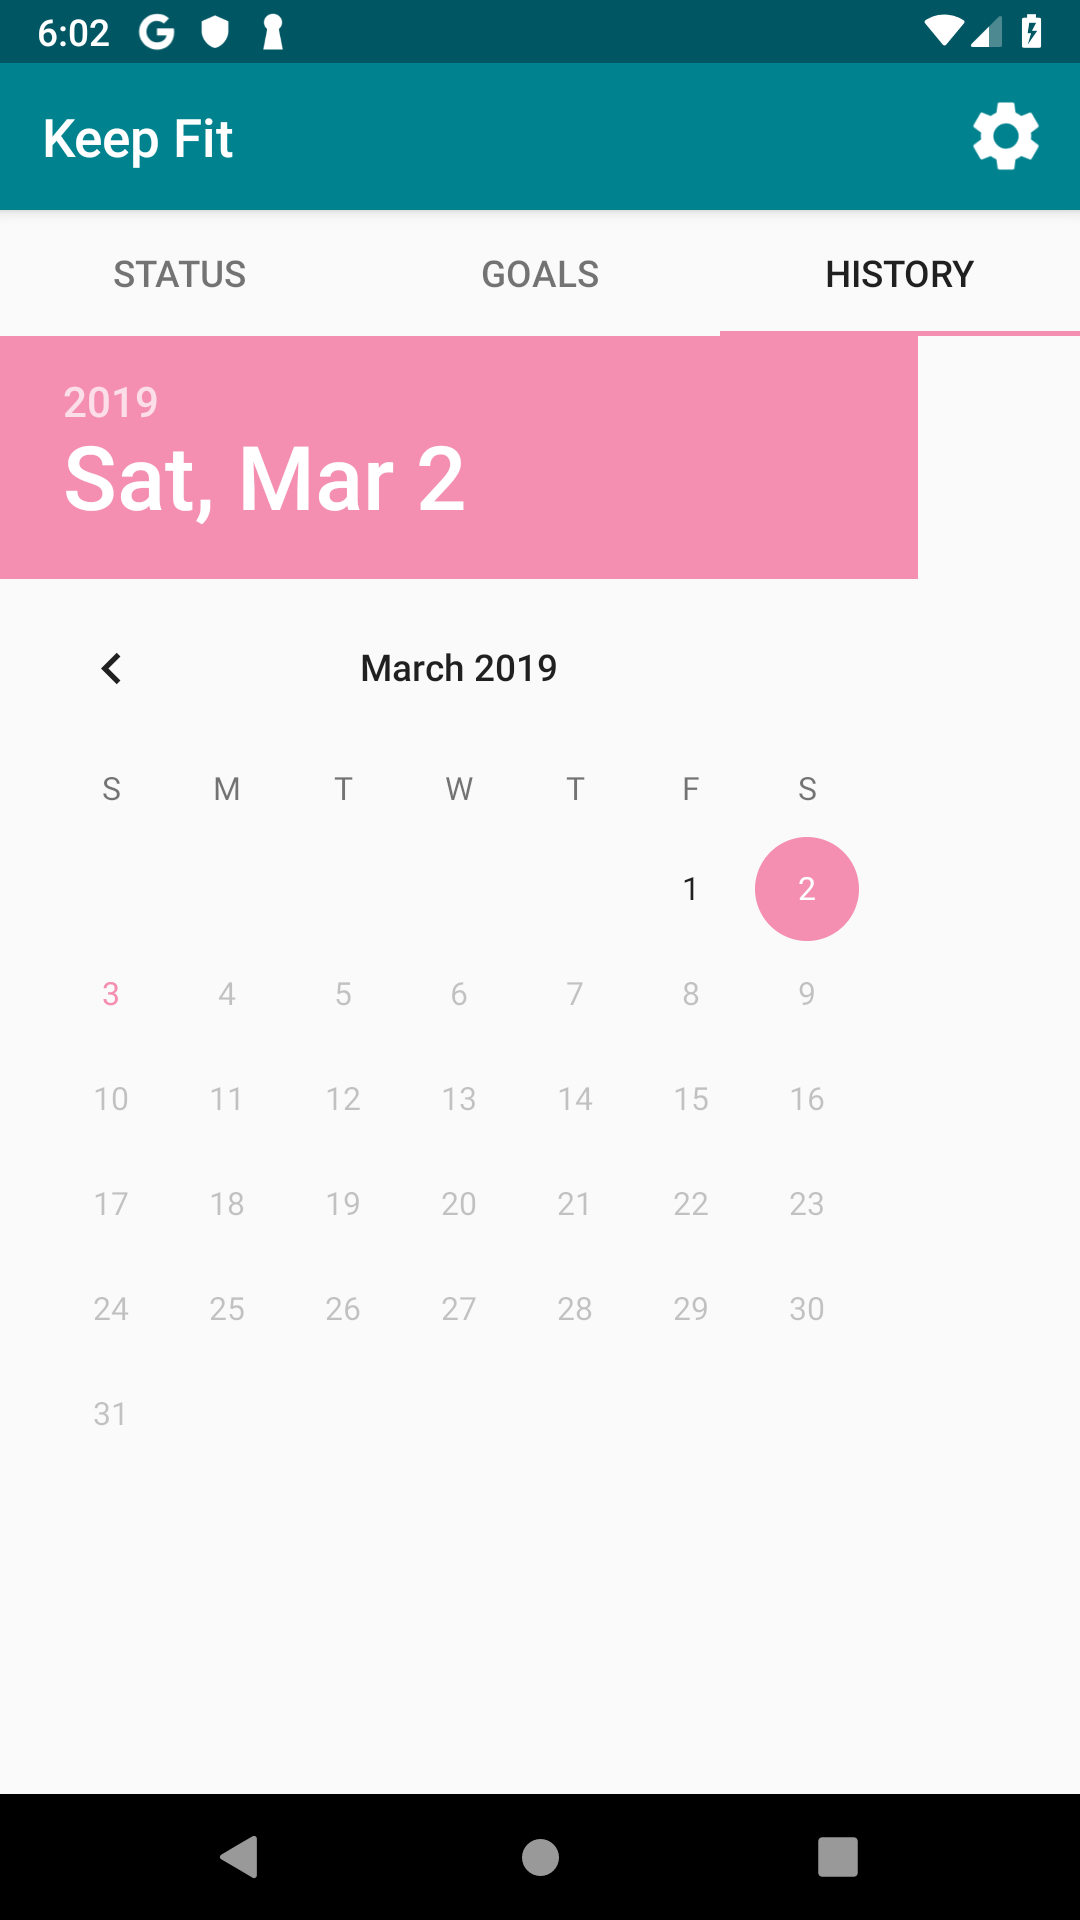 6:02
Keep Fit
STATUS GOALS HISTORY
2019
Sat, Mar 2
March 2019
S M T W T F S
1 2
3 4 5 6 7 8 9
10 11 12 13 14 15 16
17 18 19 20 21 22 23
24 25 26 27 28 29 30
31